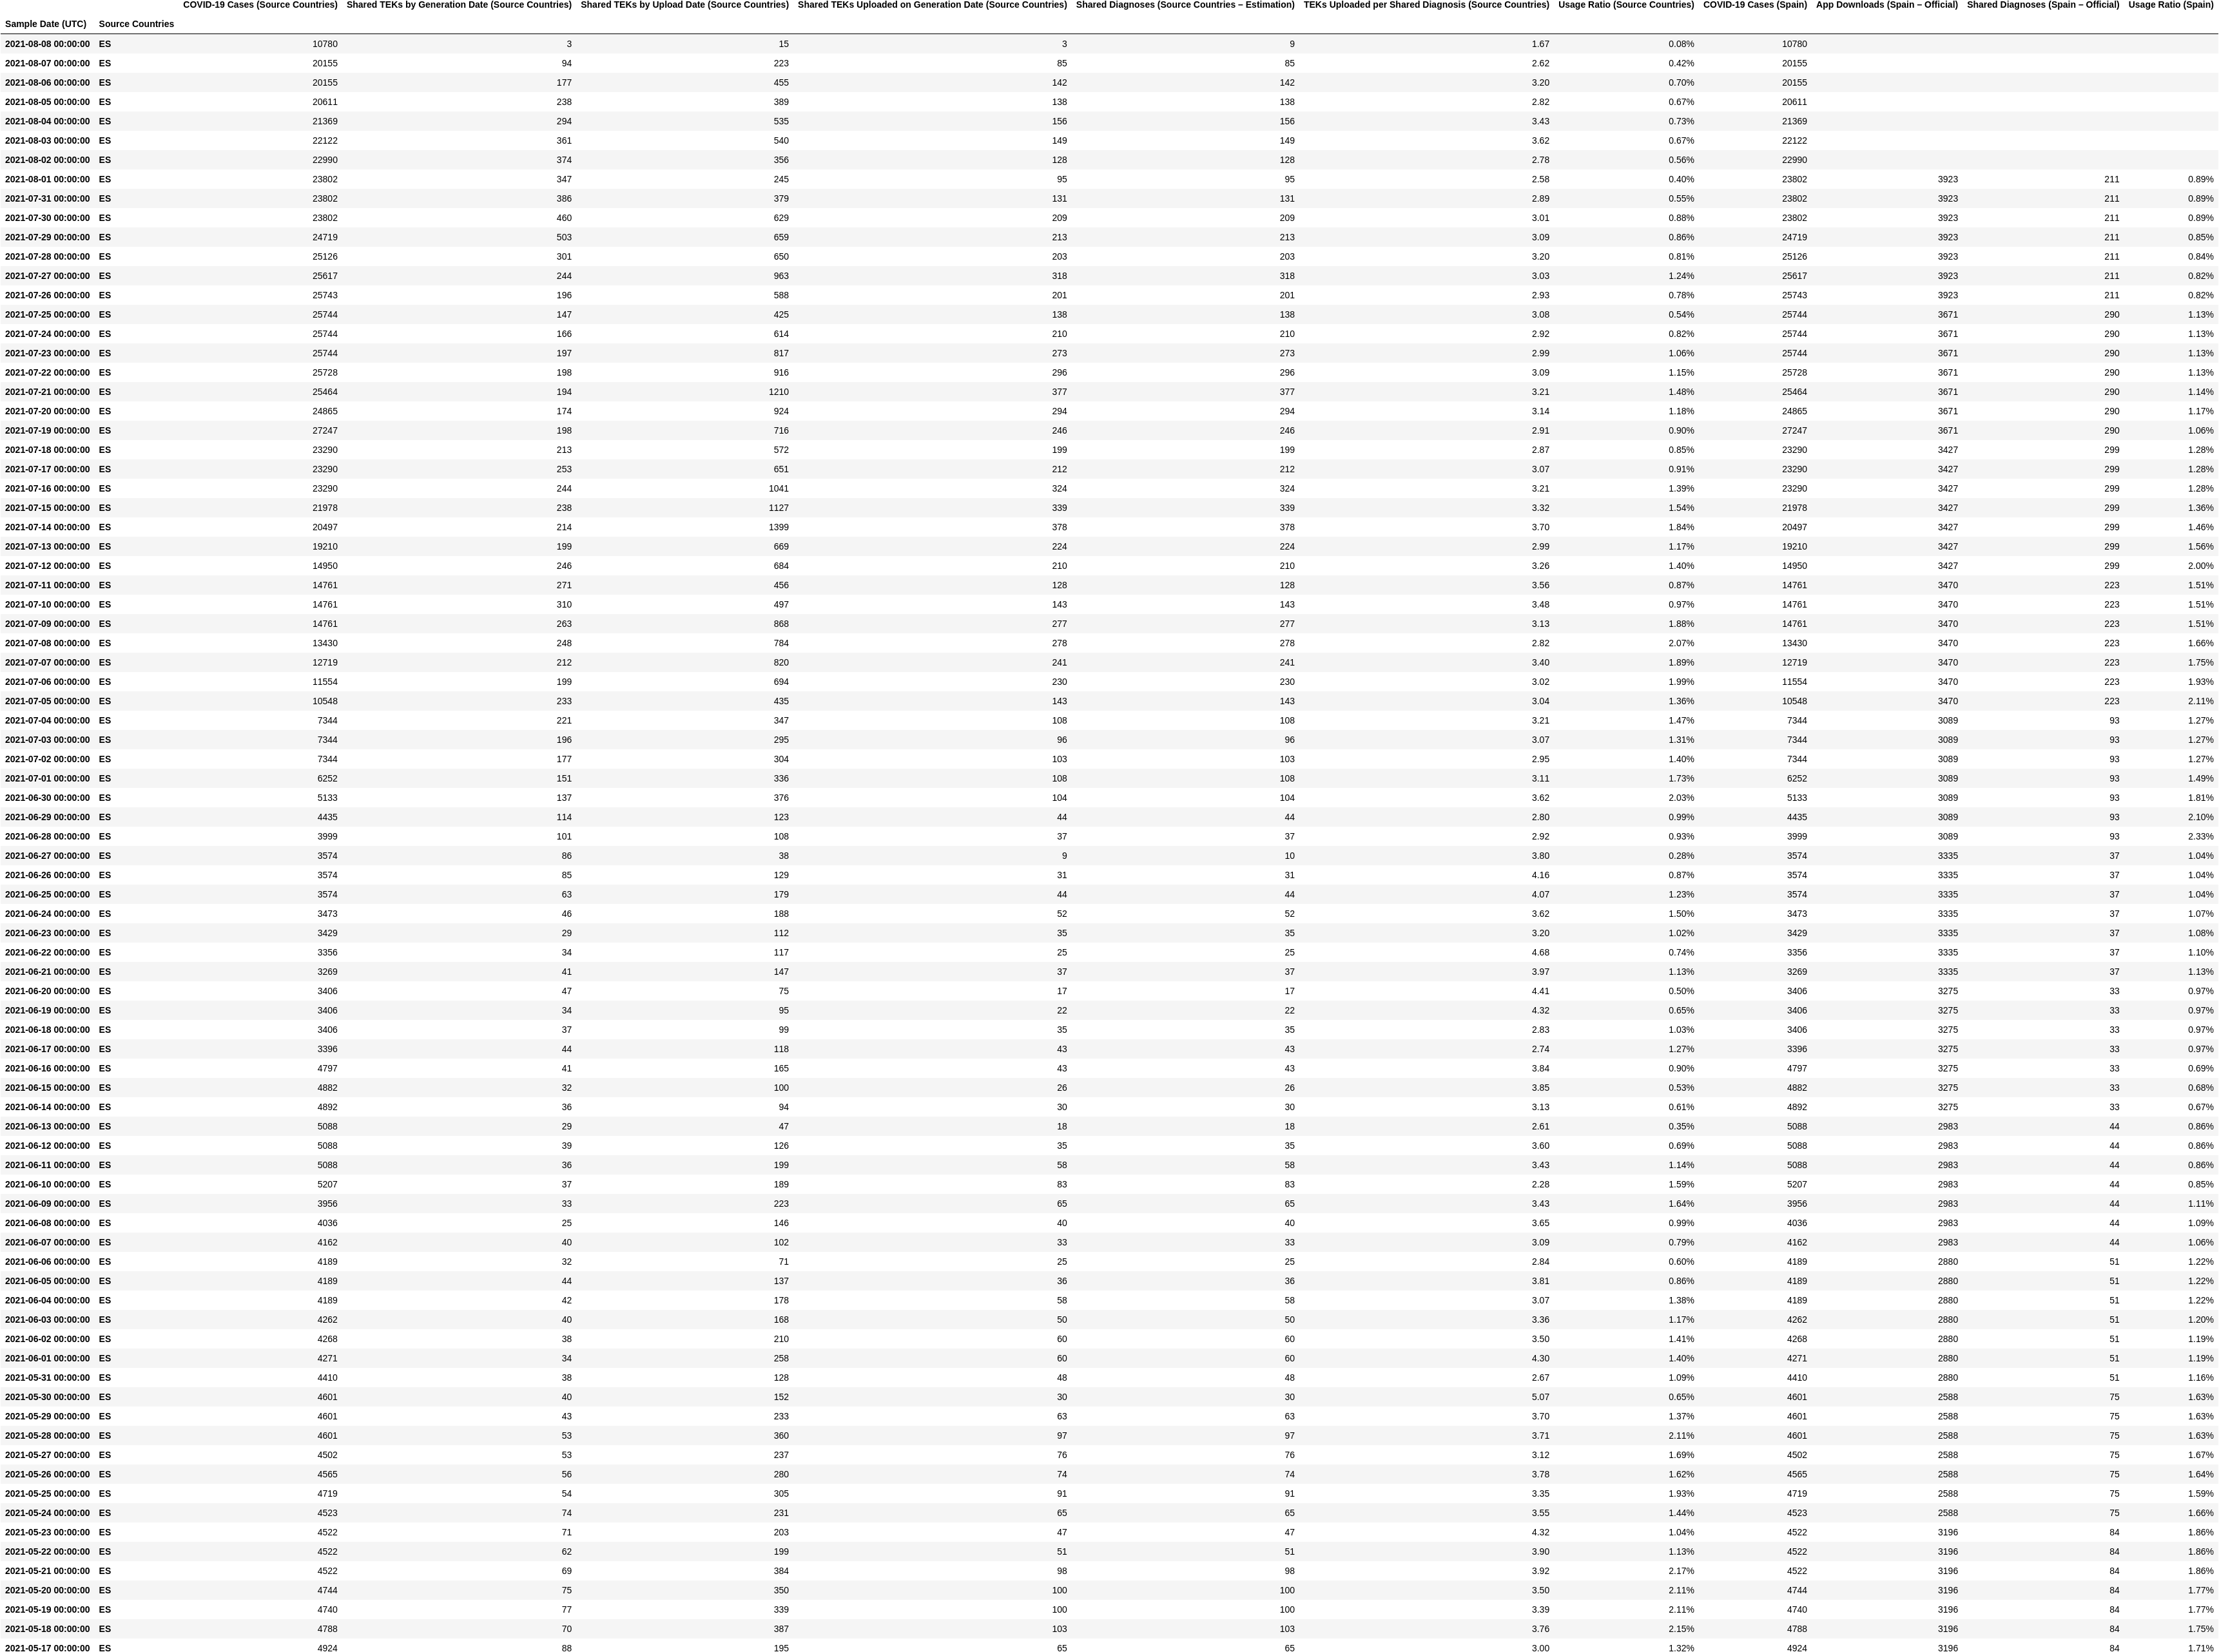 COVID-19 Cases (Source Countries) Shared TEKs by Generation Date (Source Countries) Shared TEKs by Upload Date (Source Countries) Shared TEKs Uploaded on Generation Date (Source Countries) Shared Diagnoses (Source Countries – Estimation) TEKs Uploaded per Shared Diagnosis (Source Countries) Usage Ratio (Source Countries) COVID-19 Cases (Spain) App Downloads (Spain – Official) Shared Diagnoses (Spain – Official) Usage Ratio (Spain)
Sample Date (UTC) Source Countries
2021-08-08 00:00:00 ES 10780 3 15 3 9 1.67 0.08% 10780
2021-08-07 00:00:00 ES 20155 94 223 85 85 2.62 0.42% 20155
2021-08-06 00:00:00 ES 20155 177 455 142 142 3.20 0.70% 20155
2021-08-05 00:00:00 ES 20611 238 389 138 138 2.82 0.67% 20611
2021-08-04 00:00:00 ES 21369 294 535 156 156 3.43 0.73% 21369
2021-08-03 00:00:00 ES 22122 361 540 149 149 3.62 0.67% 22122
2021-08-02 00:00:00 ES 22990 374 356 128 128 2.78 0.56% 22990
2021-08-01 00:00:00 ES 23802 347 245 95 95 2.58 0.40% 23802 3923 211 0.89%
2021-07-31 00:00:00 ES 23802 386 379 131 131 2.89 0.55% 23802 3923 211 0.89%
2021-07-30 00:00:00 ES 23802 460 629 209 209 3.01 0.88% 23802 3923 211 0.89%
2021-07-29 00:00:00 ES 24719 503 659 213 213 3.09 0.86% 24719 3923 211 0.85%
2021-07-28 00:00:00 ES 25126 301 650 203 203 3.20 0.81% 25126 3923 211 0.84%
2021-07-27 00:00:00 ES 25617 244 963 318 318 3.03 1.24% 25617 3923 211 0.82%
2021-07-26 00:00:00 ES 25743 196 588 201 201 2.93 0.78% 25743 3923 211 0.82%
2021-07-25 00:00:00 ES 25744 147 425 138 138 3.08 0.54% 25744 3671 290 1.13%
2021-07-24 00:00:00 ES 25744 166 614 210 210 2.92 0.82% 25744 3671 290 1.13%
2021-07-23 00:00:00 ES 25744 197 817 273 273 2.99 1.06% 25744 3671 290 1.13%
2021-07-22 00:00:00 ES 25728 198 916 296 296 3.09 1.15% 25728 3671 290 1.13%
2021-07-21 00:00:00 ES 25464 194 1210 377 377 3.21 1.48% 25464 3671 290 1.14%
2021-07-20 00:00:00 ES 24865 174 924 294 294 3.14 1.18% 24865 3671 290 1.17%
2021-07-19 00:00:00 ES 27247 198 716 246 246 2.91 0.90% 27247 3671 290 1.06%
2021-07-18 00:00:00 ES 23290 213 572 199 199 2.87 0.85% 23290 3427 299 1.28%
2021-07-17 00:00:00 ES 23290 253 651 212 212 3.07 0.91% 23290 3427 299 1.28%
2021-07-16 00:00:00 ES 23290 244 1041 324 324 3.21 1.39% 23290 3427 299 1.28%
2021-07-15 00:00:00 ES 21978 238 1127 339 339 3.32 1.54% 21978 3427 299 1.36%
2021-07-14 00:00:00 ES 20497 214 1399 378 378 3.70 1.84% 20497 3427 299 1.46%
2021-07-13 00:00:00 ES 19210 199 669 224 224 2.99 1.17% 19210 3427 299 1.56%
2021-07-12 00:00:00 ES 14950 246 684 210 210 3.26 1.40% 14950 3427 299 2.00%
2021-07-11 00:00:00 ES 14761 271 456 128 128 3.56 0.87% 14761 3470 223 1.51%
2021-07-10 00:00:00 ES 14761 310 497 143 143 3.48 0.97% 14761 3470 223 1.51%
2021-07-09 00:00:00 ES 14761 263 868 277 277 3.13 1.88% 14761 3470 223 1.51%
2021-07-08 00:00:00 ES 13430 248 784 278 278 2.82 2.07% 13430 3470 223 1.66%
2021-07-07 00:00:00 ES 12719 212 820 241 241 3.40 1.89% 12719 3470 223 1.75%
2021-07-06 00:00:00 ES 11554 199 694 230 230 3.02 1.99% 11554 3470 223 1.93%
2021-07-05 00:00:00 ES 10548 233 435 143 143 3.04 1.36% 10548 3470 223 2.11%
2021-07-04 00:00:00 ES 7344 221 347 108 108 3.21 1.47% 7344 3089 93 1.27%
2021-07-03 00:00:00 ES 7344 196 295 96 96 3.07 1.31% 7344 3089 93 1.27%
2021-07-02 00:00:00 ES 7344 177 304 103 103 2.95 1.40% 7344 3089 93 1.27%
2021-07-01 00:00:00 ES 6252 151 336 108 108 3.11 1.73% 6252 3089 93 1.49%
2021-06-30 00:00:00 ES 5133 137 376 104 104 3.62 2.03% 5133 3089 93 1.81%
2021-06-29 00:00:00 ES 4435 114 123 44 44 2.80 0.99% 4435 3089 93 2.10%
2021-06-28 00:00:00 ES 3999 101 108 37 37 2.92 0.93% 3999 3089 93 2.33%
2021-06-27 00:00:00 ES 3574 86 38 9 10 3.80 0.28% 3574 3335 37 1.04%
2021-06-26 00:00:00 ES 3574 85 129 31 31 4.16 0.87% 3574 3335 37 1.04%
2021-06-25 00:00:00 ES 3574 63 179 44 44 4.07 1.23% 3574 3335 37 1.04%
2021-06-24 00:00:00 ES 3473 46 188 52 52 3.62 1.50% 3473 3335 37 1.07%
2021-06-23 00:00:00 ES 3429 29 112 35 35 3.20 1.02% 3429 3335 37 1.08%
2021-06-22 00:00:00 ES 3356 34 117 25 25 4.68 0.74% 3356 3335 37 1.10%
2021-06-21 00:00:00 ES 3269 41 147 37 37 3.97 1.13% 3269 3335 37 1.13%
2021-06-20 00:00:00 ES 3406 47 75 17 17 4.41 0.50% 3406 3275 33 0.97%
2021-06-19 00:00:00 ES 3406 34 95 22 22 4.32 0.65% 3406 3275 33 0.97%
2021-06-18 00:00:00 ES 3406 37 99 35 35 2.83 1.03% 3406 3275 33 0.97%
2021-06-17 00:00:00 ES 3396 44 118 43 43 2.74 1.27% 3396 3275 33 0.97%
2021-06-16 00:00:00 ES 4797 41 165 43 43 3.84 0.90% 4797 3275 33 0.69%
2021-06-15 00:00:00 ES 4882 32 100 26 26 3.85 0.53% 4882 3275 33 0.68%
2021-06-14 00:00:00 ES 4892 36 94 30 30 3.13 0.61% 4892 3275 33 0.67%
2021-06-13 00:00:00 ES 5088 29 47 18 18 2.61 0.35% 5088 2983 44 0.86%
2021-06-12 00:00:00 ES 5088 39 126 35 35 3.60 0.69% 5088 2983 44 0.86%
2021-06-11 00:00:00 ES 5088 36 199 58 58 3.43 1.14% 5088 2983 44 0.86%
2021-06-10 00:00:00 ES 5207 37 189 83 83 2.28 1.59% 5207 2983 44 0.85%
2021-06-09 00:00:00 ES 3956 33 223 65 65 3.43 1.64% 3956 2983 44 1.11%
2021-06-08 00:00:00 ES 4036 25 146 40 40 3.65 0.99% 4036 2983 44 1.09%
2021-06-07 00:00:00 ES 4162 40 102 33 33 3.09 0.79% 4162 2983 44 1.06%
2021-06-06 00:00:00 ES 4189 32 71 25 25 2.84 0.60% 4189 2880 51 1.22%
2021-06-05 00:00:00 ES 4189 44 137 36 36 3.81 0.86% 4189 2880 51 1.22%
2021-06-04 00:00:00 ES 4189 42 178 58 58 3.07 1.38% 4189 2880 51 1.22%
2021-06-03 00:00:00 ES 4262 40 168 50 50 3.36 1.17% 4262 2880 51 1.20%
2021-06-02 00:00:00 ES 4268 38 210 60 60 3.50 1.41% 4268 2880 51 1.19%
2021-06-01 00:00:00 ES 4271 34 258 60 60 4.30 1.40% 4271 2880 51 1.19%
2021-05-31 00:00:00 ES 4410 38 128 48 48 2.67 1.09% 4410 2880 51 1.16%
2021-05-30 00:00:00 ES 4601 40 152 30 30 5.07 0.65% 4601 2588 75 1.63%
2021-05-29 00:00:00 ES 4601 43 233 63 63 3.70 1.37% 4601 2588 75 1.63%
2021-05-28 00:00:00 ES 4601 53 360 97 97 3.71 2.11% 4601 2588 75 1.63%
2021-05-27 00:00:00 ES 4502 53 237 76 76 3.12 1.69% 4502 2588 75 1.67%
2021-05-26 00:00:00 ES 4565 56 280 74 74 3.78 1.62% 4565 2588 75 1.64%
2021-05-25 00:00:00 ES 4719 54 305 91 91 3.35 1.93% 4719 2588 75 1.59%
2021-05-24 00:00:00 ES 4523 74 231 65 65 3.55 1.44% 4523 2588 75 1.66%
2021-05-23 00:00:00 ES 4522 71 203 47 47 4.32 1.04% 4522 3196 84 1.86%
2021-05-22 00:00:00 ES 4522 62 199 51 51 3.90 1.13% 4522 3196 84 1.86%
2021-05-21 00:00:00 ES 4522 69 384 98 98 3.92 2.17% 4522 3196 84 1.86%
2021-05-20 00:00:00 ES 4744 75 350 100 100 3.50 2.11% 4744 3196 84 1.77%
2021-05-19 00:00:00 ES 4740 77 339 100 100 3.39 2.11% 4740 3196 84 1.77%
2021-05-18 00:00:00 ES 4788 70 387 103 103 3.76 2.15% 4788 3196 84 1.75%
2021-05-17 00:00:00 ES 4924 88 195 65 65 3.00 1.32% 4924 3196 84 1.71%